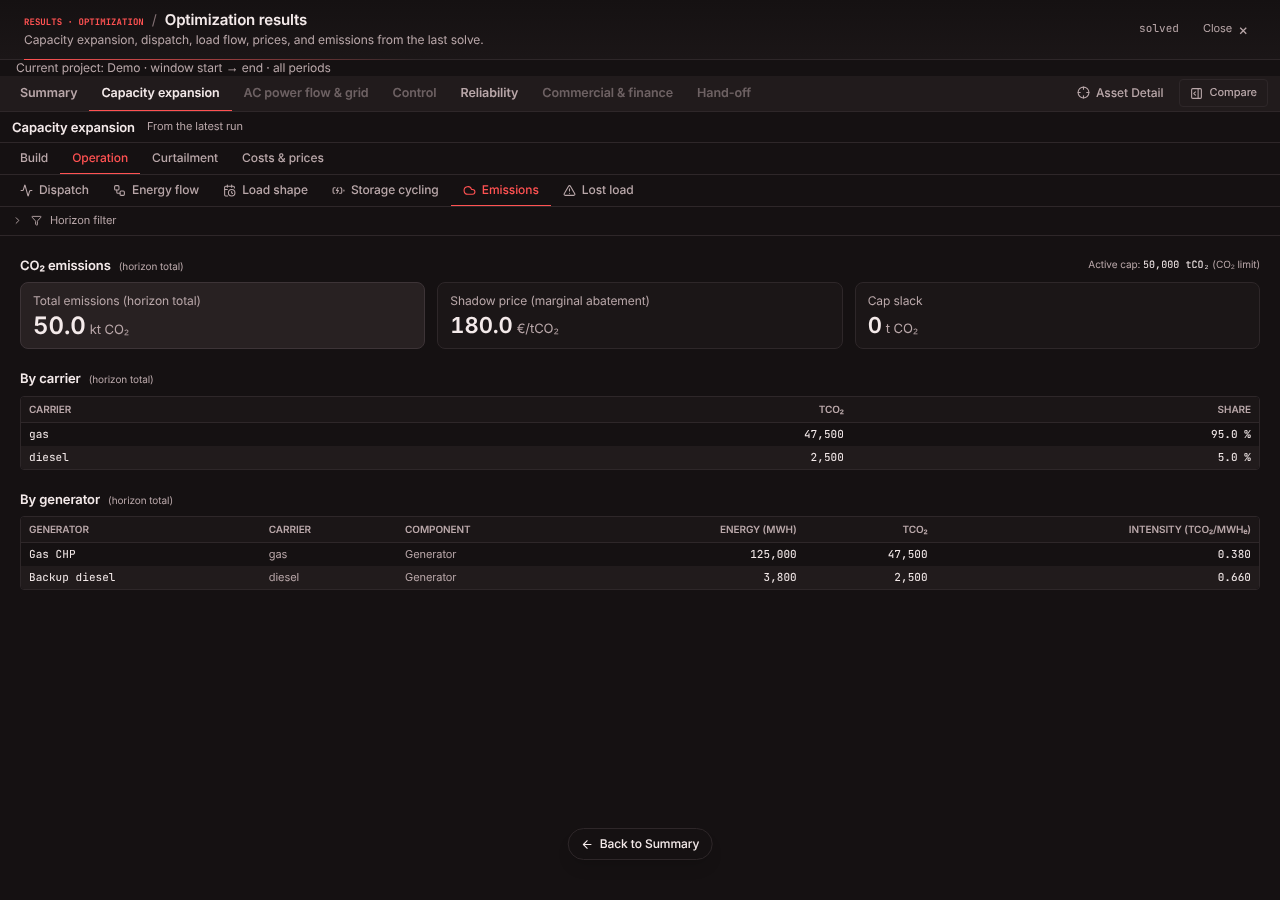 RESULTS · OPTIMIZATION / Optimization results
Capacity expansion, dispatch, load flow, prices, and emissions from the last solve.
solved
Close ×
Current project: Demo · window start → end · all periods
Summary Capacity expansion AC power flow & grid Control Reliability Commercial & finance Hand-off Asset Detail Compare
Capacity expansion From the latest run
Build Operation Curtailment Costs & prices
Dispatch Energy flow Load shape Storage cycling Emissions Lost load
Horizon filter
CO₂ emissions (horizon total) Active cap: 50,000 tCO₂ (CO₂ limit)
Total emissions (horizon total)
50.0 kt CO₂
Shadow price (marginal abatement)
180.0 €/tCO₂
Cap slack
0 t CO₂
By carrier (horizon total)
CARRIER TCO₂ SHARE
gas 47,500 95.0 %
diesel 2,500 5.0 %
By generator (horizon total)
GENERATOR CARRIER COMPONENT ENERGY (MWH) TCO₂ INTENSITY (TCO₂/MWHₑ)
Gas CHP gas Generator 125,000 47,500 0.380
Backup diesel diesel Generator 3,800 2,500 0.660
← Back to Summary